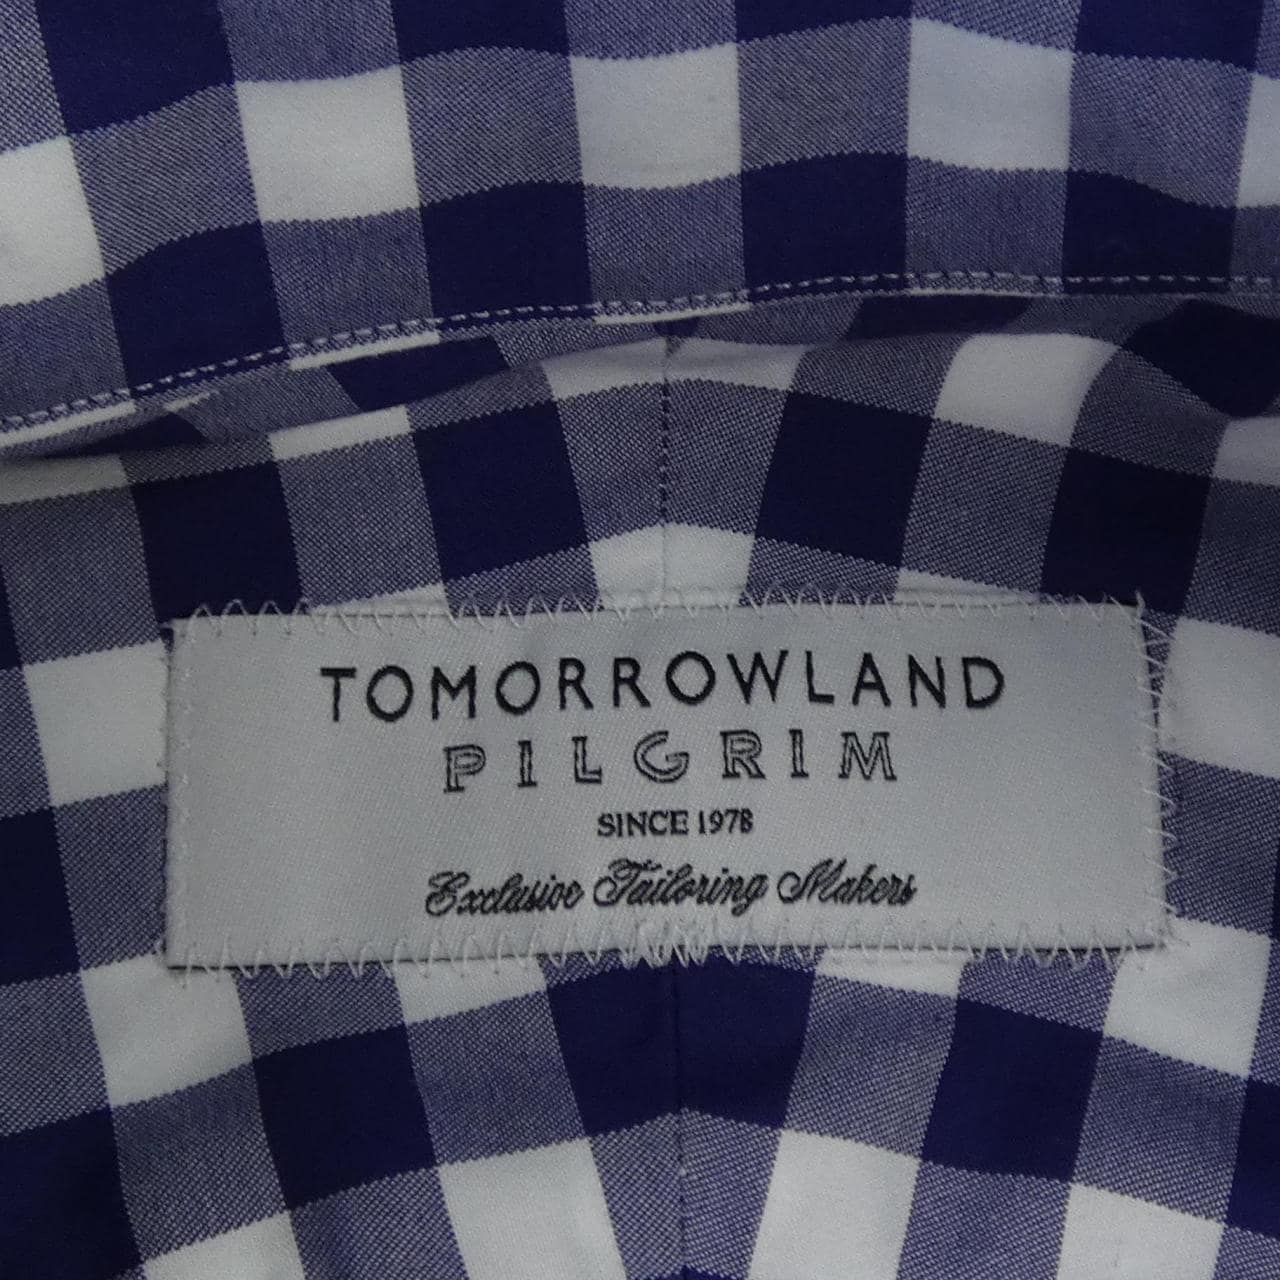 TOMORROWLAND
PILGRIM
SINCE 1978
Exclusive Tailoring Makers